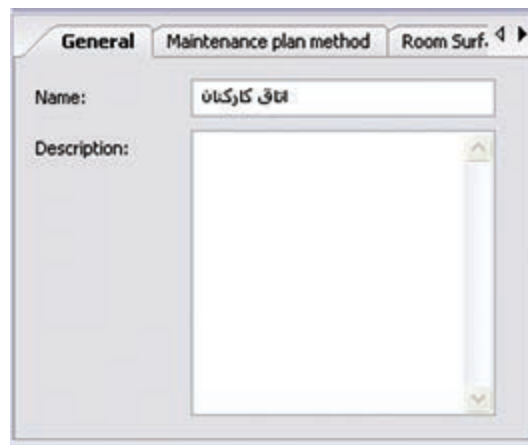 General Maintenance plan method Room Surf.
Name: اتاق کارکنان
Description: